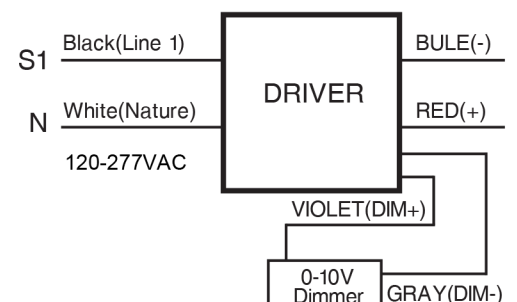 Black(Line 1)
BULE(-)
S1
DRIVER
White(Nature)
RED(+)
N
120-277VAC
VIOLET(DIM+)
0-10V
Dimmer
GRAY(DIM-)